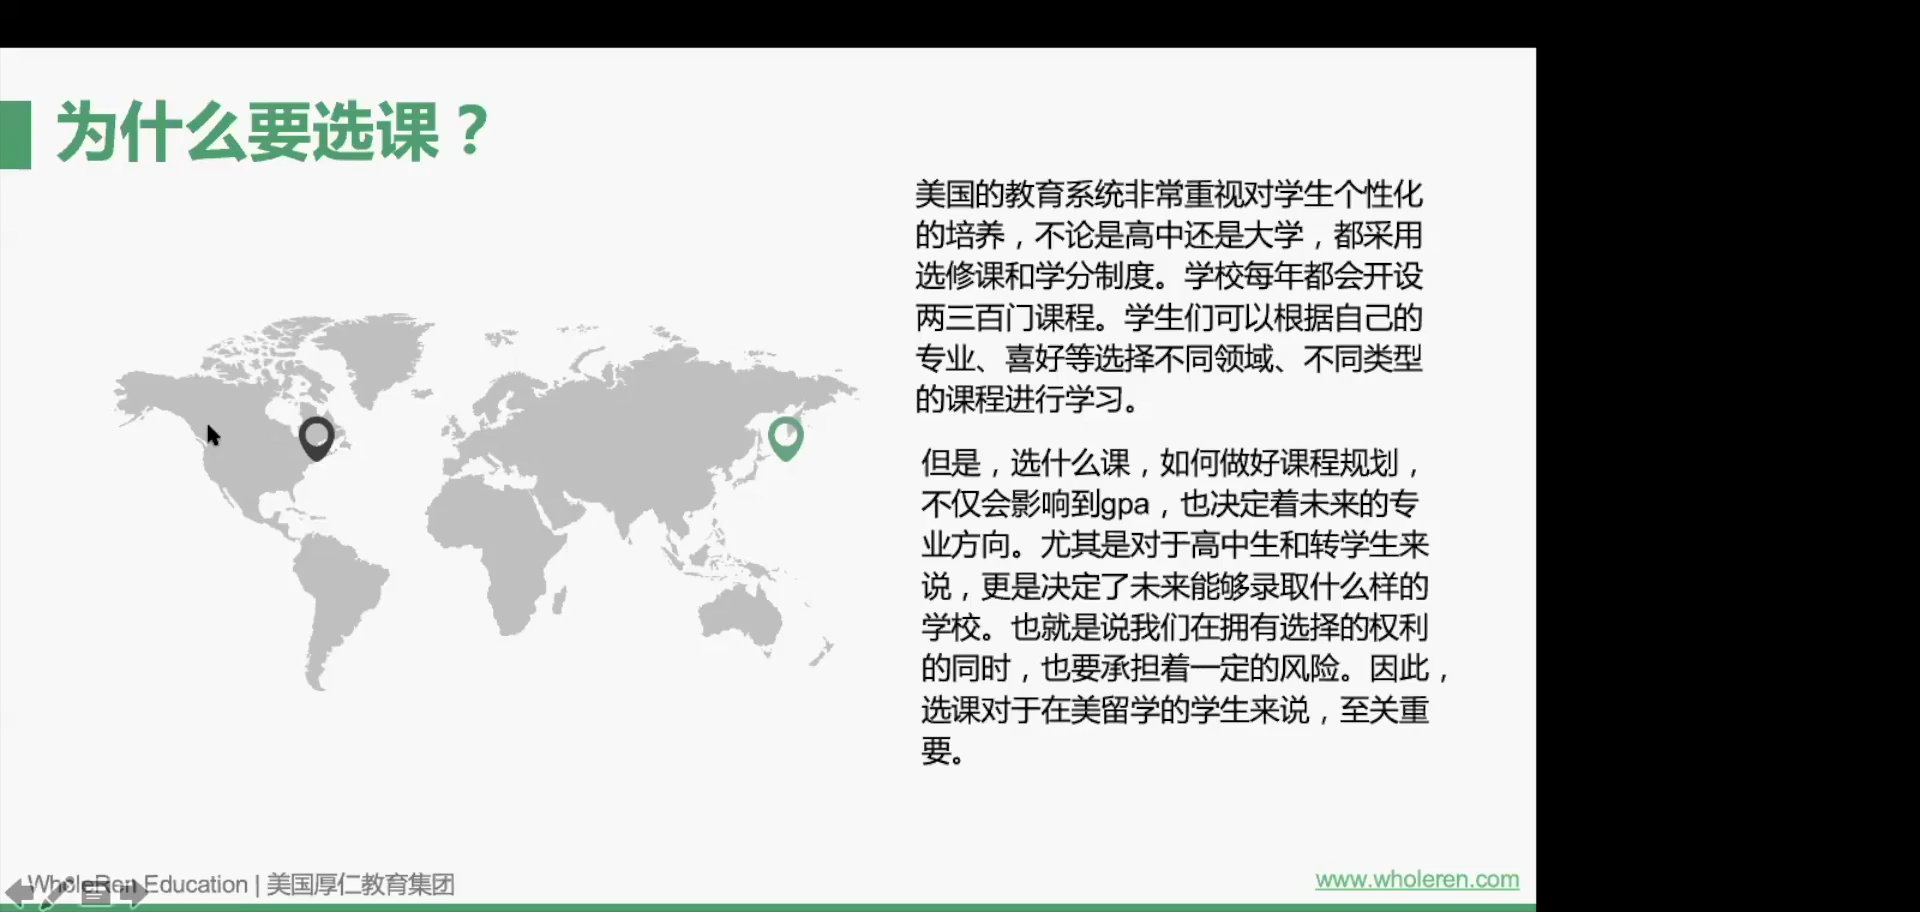 为什么要选课？
美国的教育系统非常重视对学生个性化
的培养，不论是高中还是大学，都采用
选修课和学分制度。学校每年都会开设
两三百门课程。学生们可以根据自己的
专业、喜好等选择不同领域、不同类型
的课程进行学习。
但是，选什么课，如何做好课程规划，
不仅会影响到gpa，也决定着未来的专
业方向。尤其是对于高中生和转学生来
说，更是决定了未来能够录取什么样的
学校。也就是说我们在拥有选择的权利
的同时，也要承担着一定的风险。因此，
选课对于在美留学的学生来说，至关重
要。
WholeRen Education | 美国厚仁教育集团
www.wholeren.com